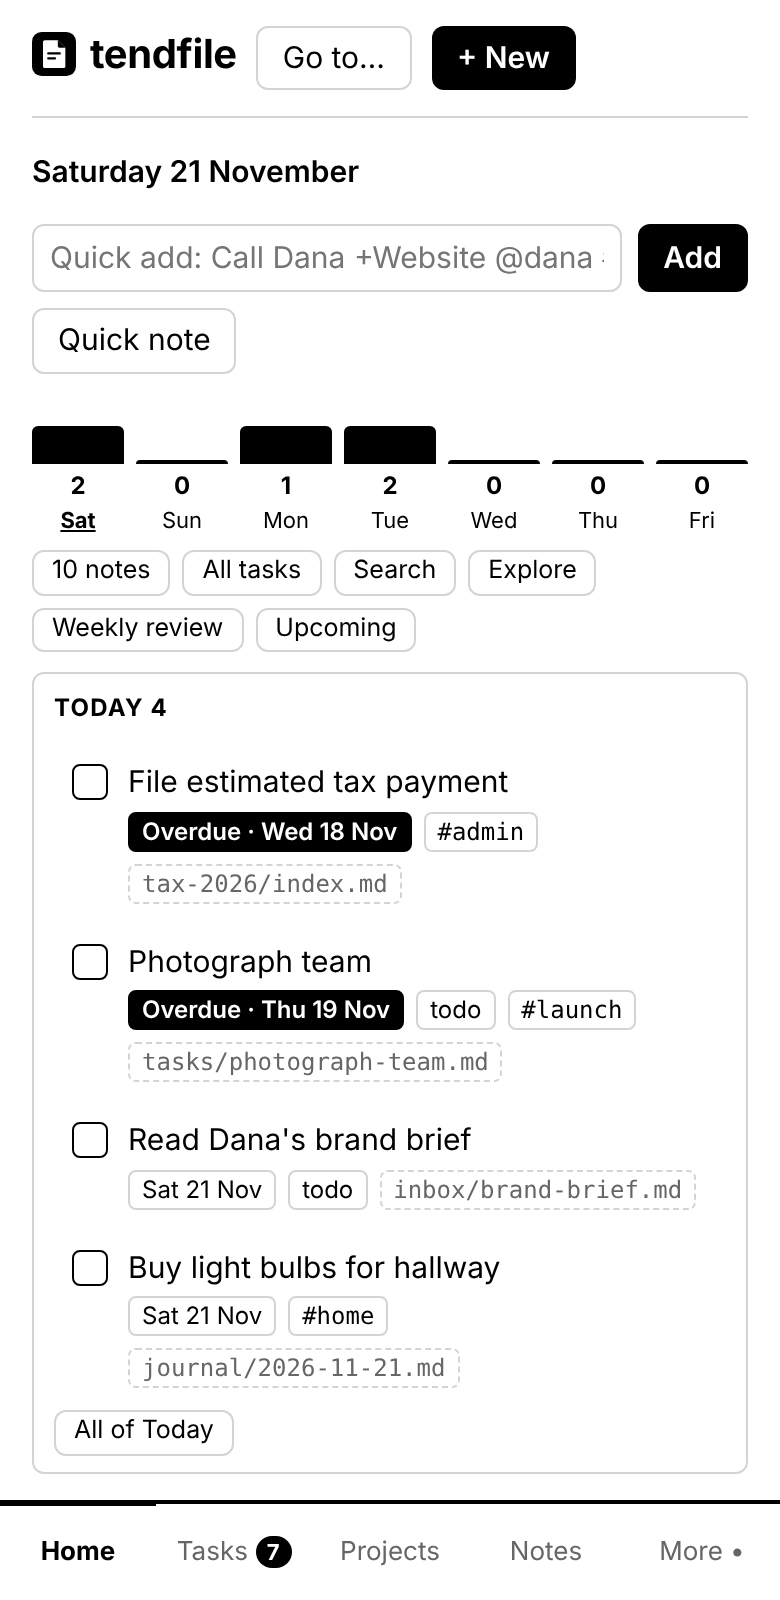 tendfile Go to... + New
Saturday 21 November
Quick add: Call Dana +Website @dana Add
Quick note
2 0 1 2 0 0 0
Sat Sun Mon Tue Wed Thu Fri
10 notes All tasks Search Explore
Weekly review Upcoming
TODAY 4
File estimated tax payment
Overdue · Wed 18 Nov #admin
tax-2026/index.md
Photograph team
Overdue · Thu 19 Nov todo #launch
tasks/photograph-team.md
Read Dana's brand brief
Sat 21 Nov todo inbox/brand-brief.md
Buy light bulbs for hallway
Sat 21 Nov #home
journal/2026-11-21.md
All of Today
Home Tasks 7 Projects Notes More •